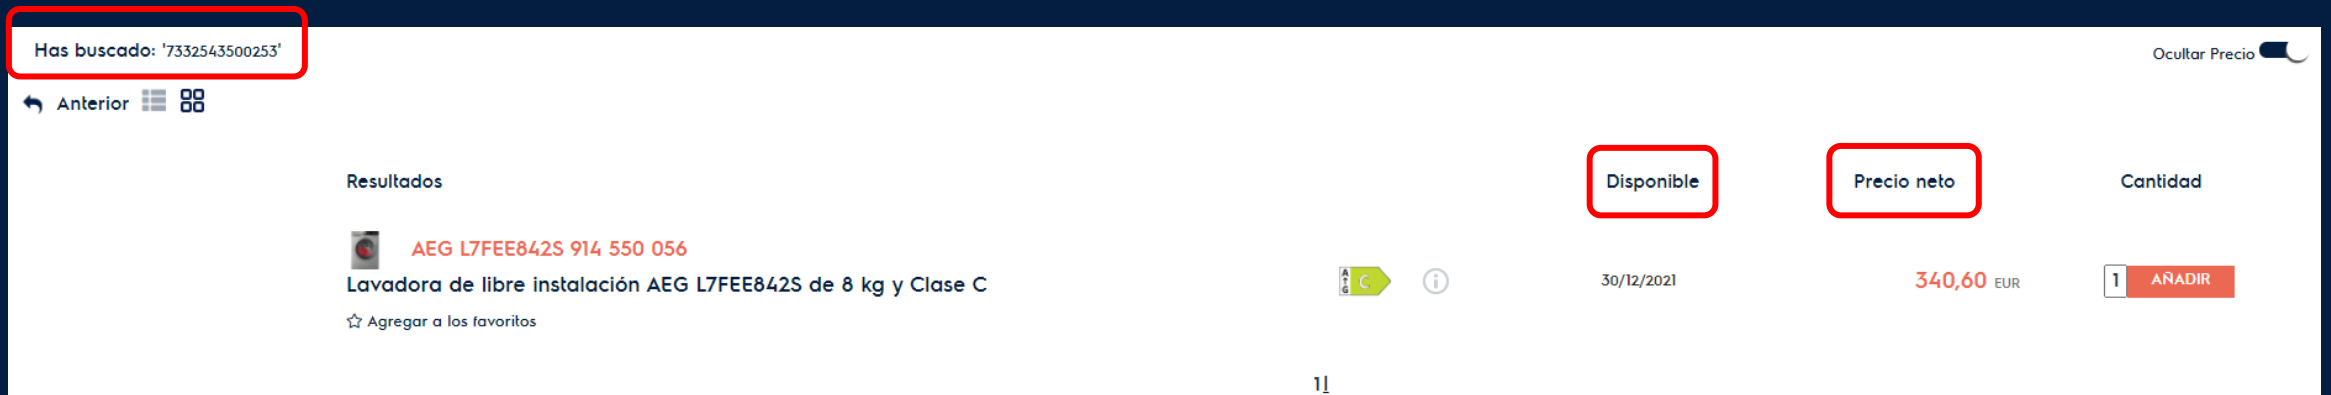 Has buscado: '7332543500253'
Ocultar Precio
Anterior
Resultados Disponible Precio neto Cantidad
AEG L7FEE842S 914 550 056
Lavadora de libre instalación AEG L7FEE842S de 8 kg y Clase C
A
G
C
30/12/2021
340,60 EUR
1
AÑADIR
Agregar a los favoritos
1|